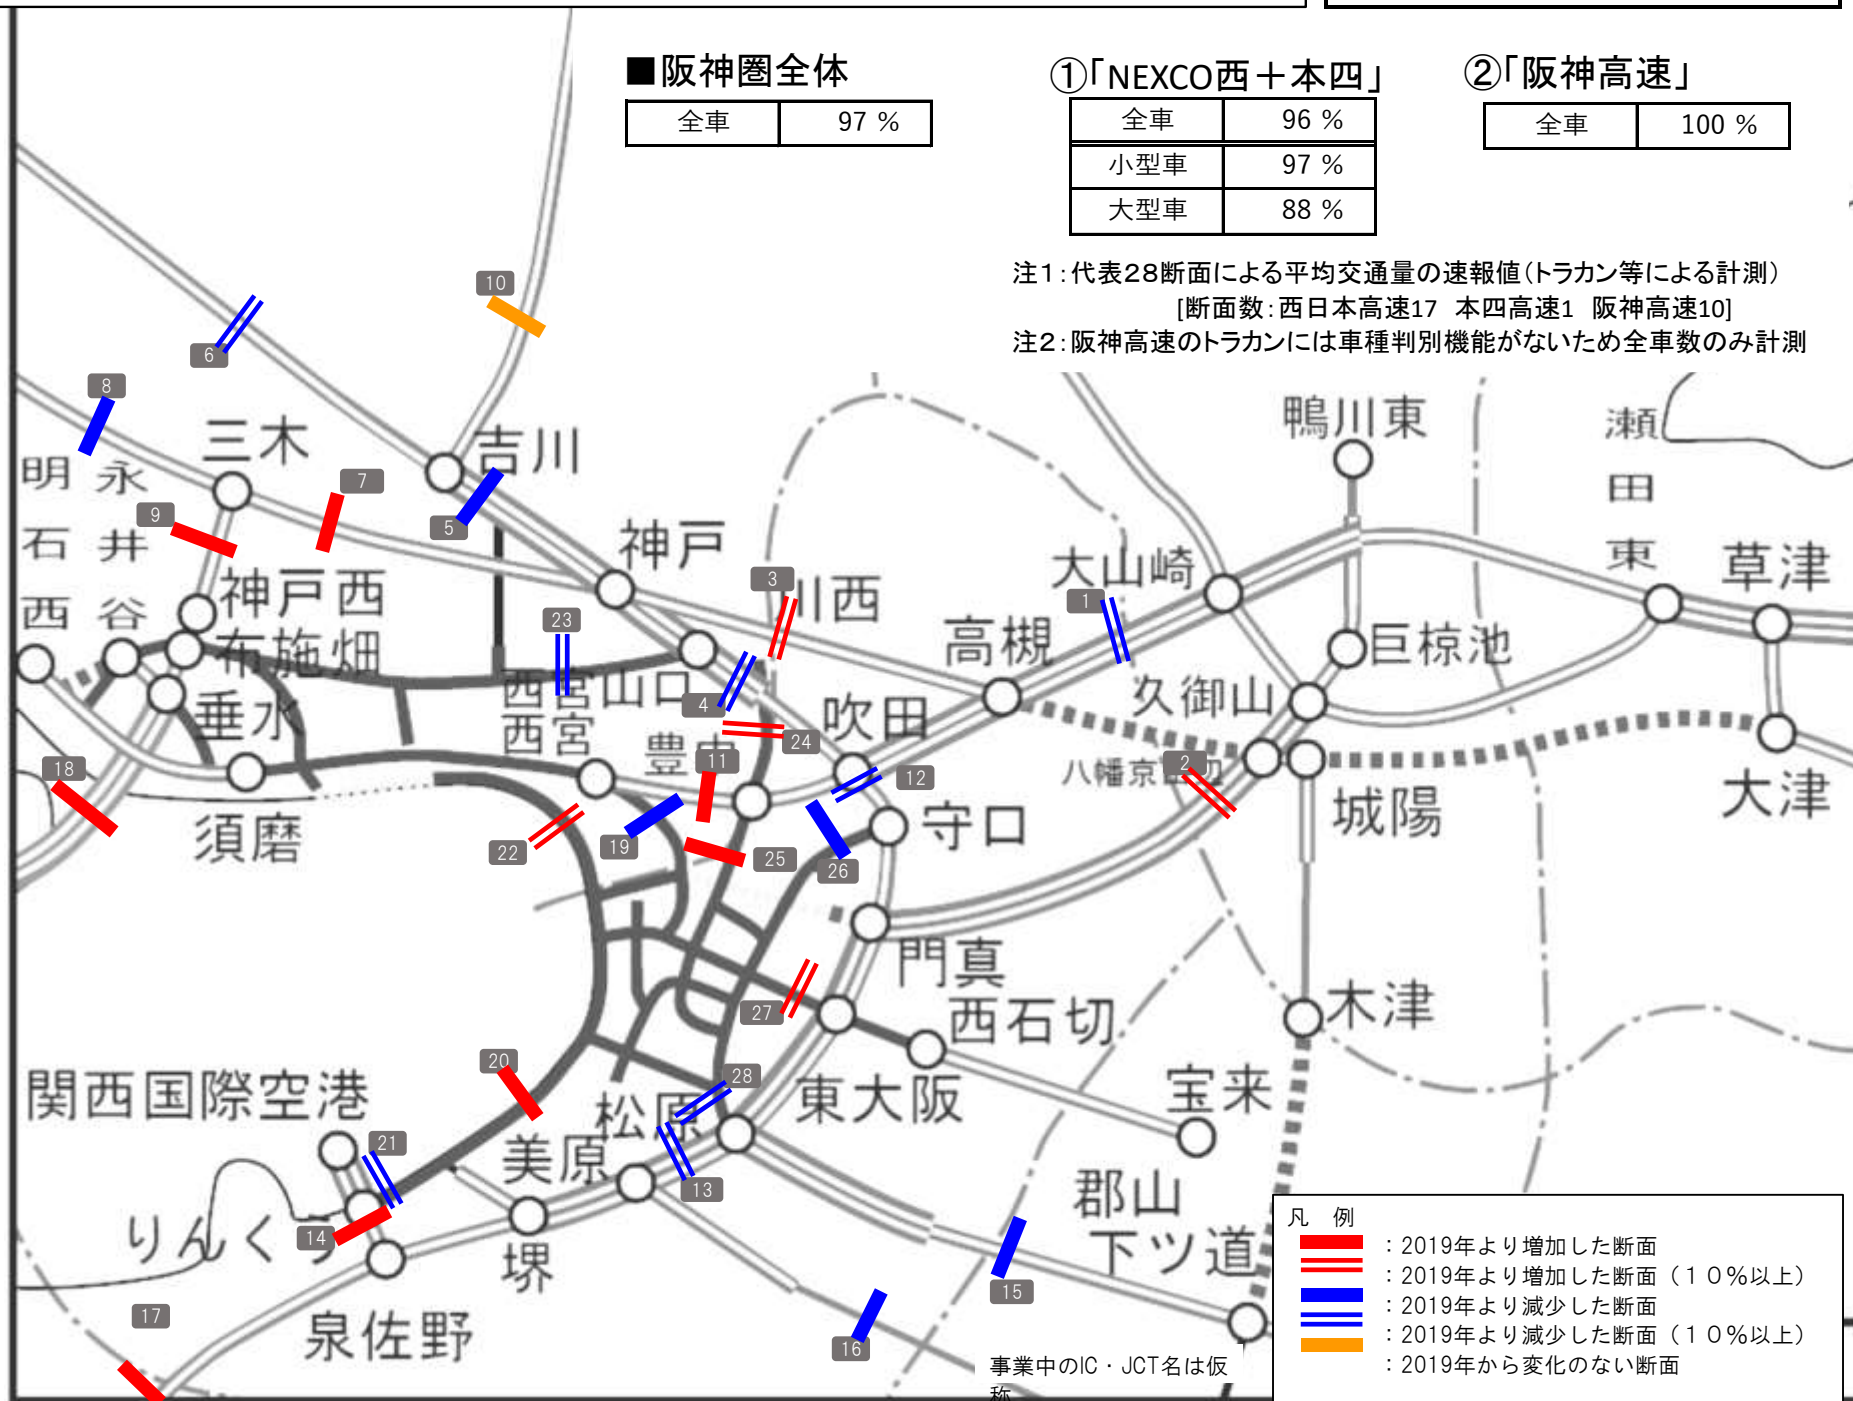 ■阪神圏全体
全車 97 %
①「NEXCO西＋本四」
全車 96 %
小型車 97 %
大型車 88 %
②「阪神高速」
全車 100 %
注1：代表28断面による平均交通量の速報値（トラカン等による計測）
[断面数：西日本高速17 本四高速1 阪神高速10]
注2：阪神高速のトラカンには車種判別機能がないため全車数のみ計測
10
6
8
三木
吉川
鴨川東
瀬田東
明石西
永井谷
7
9
5
神戸
大山崎
草津
神戸西
3
川西
1
布施畑
23
高槻
巨椋池
西宮山口
4
久御山
垂水
西宮
豊中
吹田
24
11
12
八幡京田辺
2
18
城陽
大津
須磨
22
19
25
26
守口
門真
27
西石切
木津
20
28
関西国際空港
松原
東大阪
宝来
21
美原
13
郡山
りんくう
14
堺
下ツ道
15
17
泉佐野
16
事業中のIC・JCT名は仮
称
凡 例
：2019年より増加した断面
：2019年より増加した断面（１０％以上）
：2019年より減少した断面
：2019年より減少した断面（１０％以上）
：2019年から変化のない断面